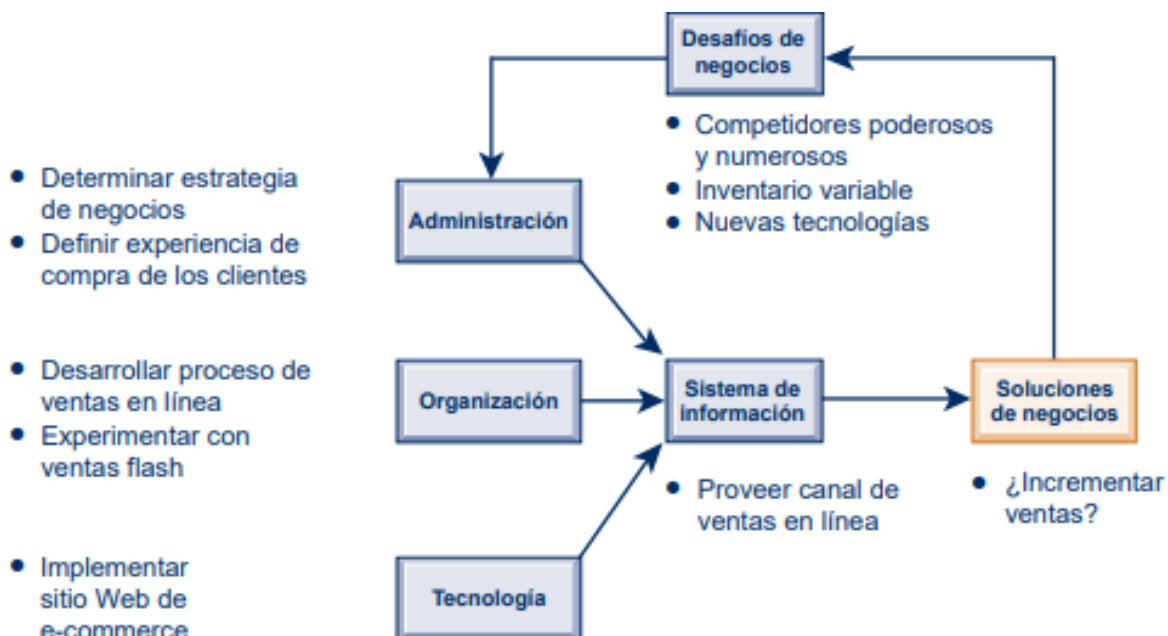 Desafíos de
negocios
• Competidores poderosos
y numerosos
• Inventario variable
• Nuevas tecnologías
• Determinar estrategia
de negocios
• Definir experiencia de
compra de los clientes
Administración
• Desarrollar proceso de
ventas en línea
• Experimentar con
ventas flash
Organización
Sistema de
información
• Proveer canal de
ventas en línea
Soluciones
de negocios
• ¿Incrementar
ventas?
• Implementar
sitio Web de
e-commerce
Tecnología